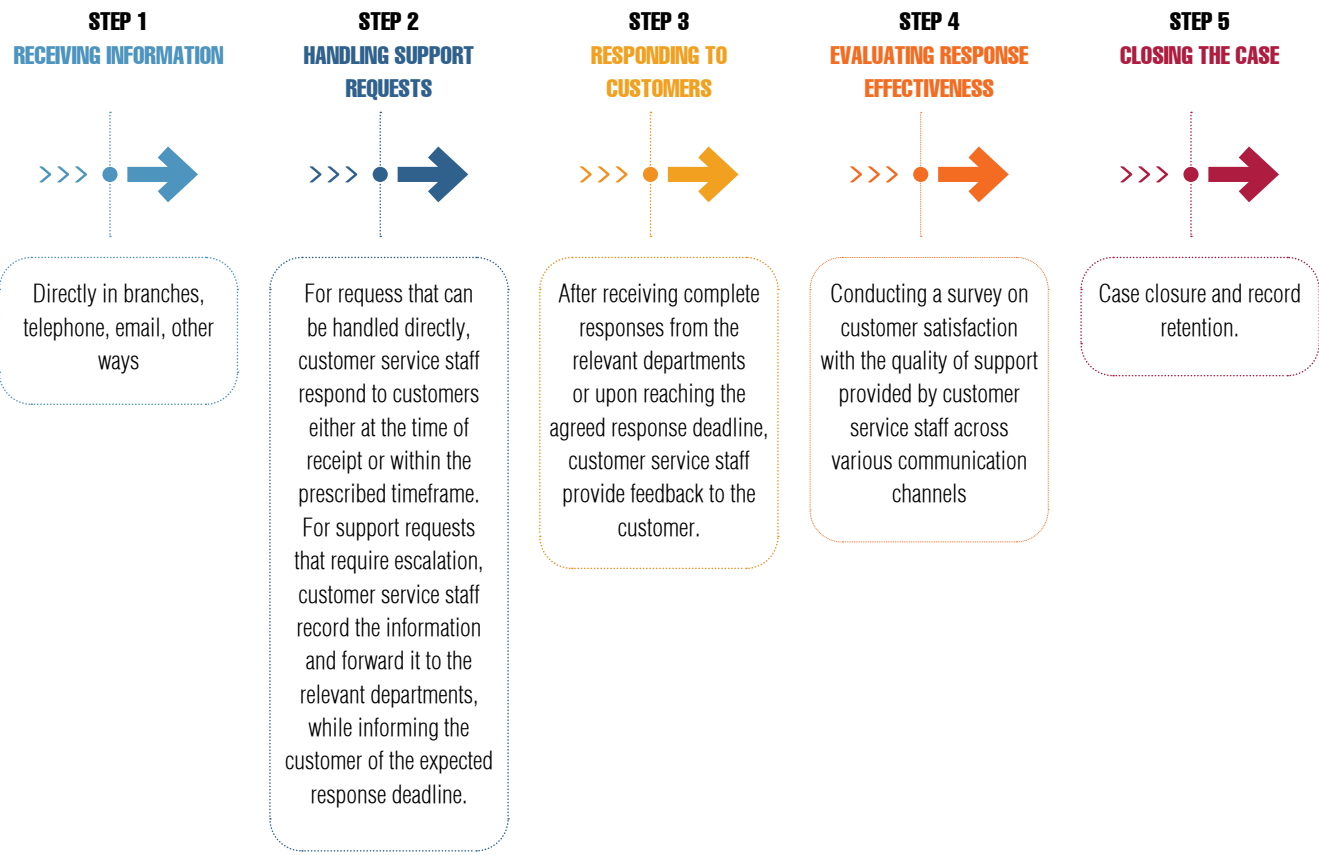 STEP 1
RECEIVING INFORMATION
Directly in branches,
telephone, email, other
ways
STEP 2
HANDLING SUPPORT
REQUESTS
For requess that can
be handled directly,
customer service staff
respond to customers
either at the time of
receipt or within the
prescribed timeframe.
For support requests
that require escalation,
customer service staff
record the information
and forward it to the
relevant departments,
while informing the
customer of the expected
response deadline.
STEP 3
RESPONDING TO
CUSTOMERS
After receiving complete
responses from the
relevant departments
or upon reaching the
agreed response deadline,
customer service staff
provide feedback to the
customer.
STEP 4
EVALUATING RESPONSE
EFFECTIVENESS
Conducting a survey on
customer satisfaction
with the quality of support
provided by customer
service staff across
various communication
channels
STEP 5
CLOSING THE CASE
Case closure and record
retention.